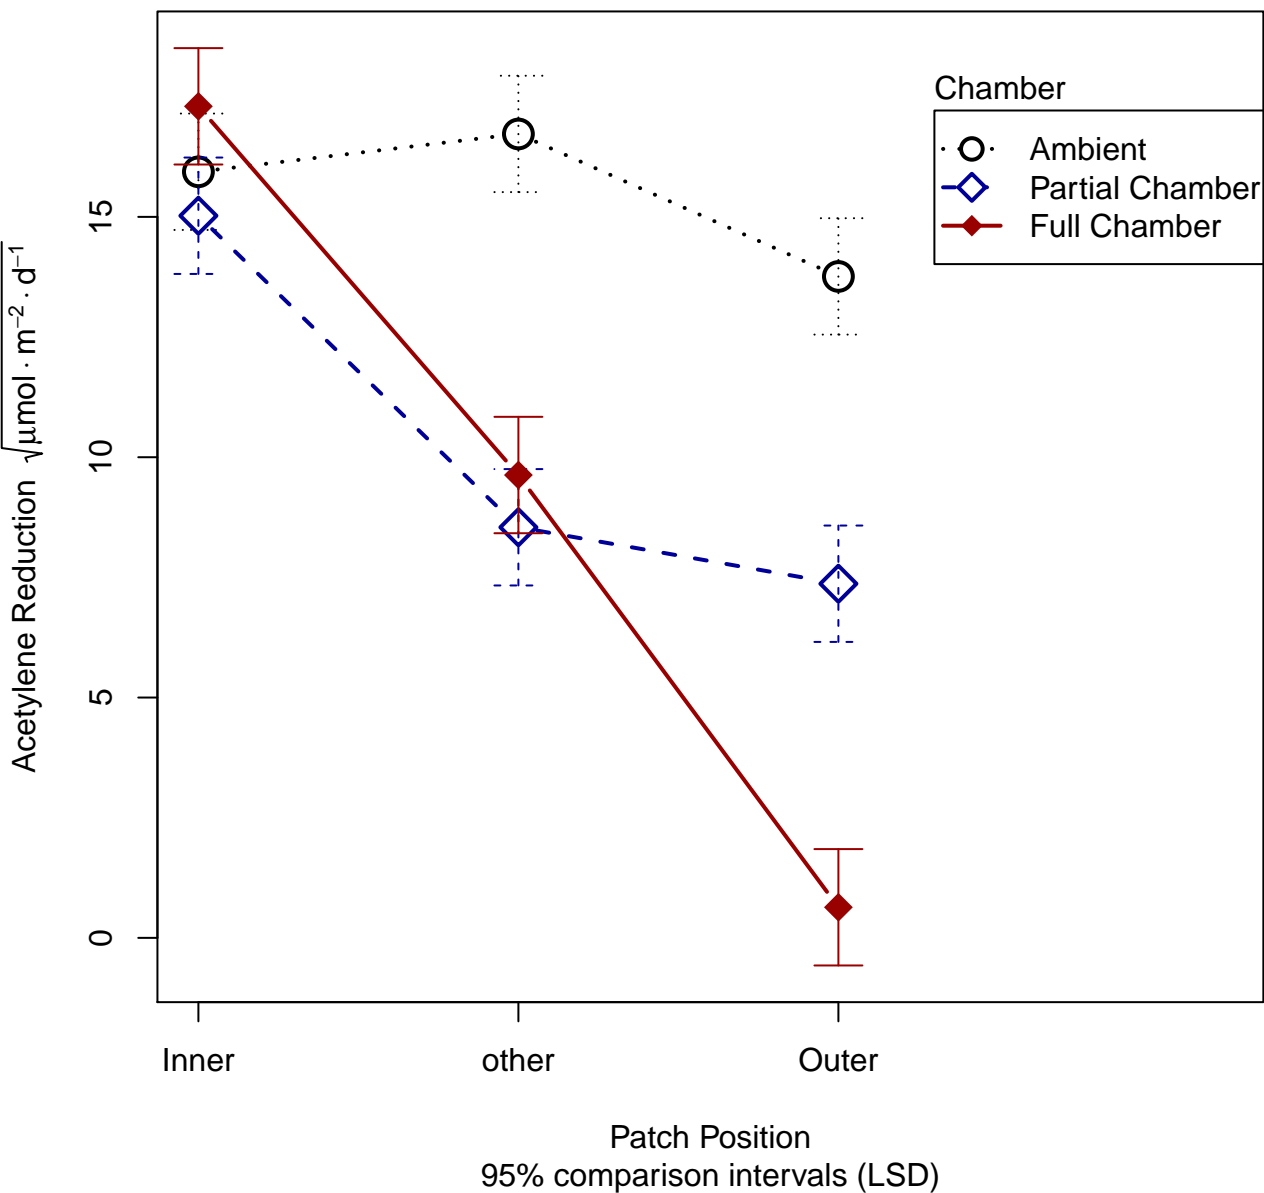 Chamber
Ambient
Partial Chamber
Full Chamber
Acetylene Reduction √μmol · m⁻² · d⁻¹
15
10
5
0
Inner other Outer
Patch Position
95% comparison intervals (LSD)